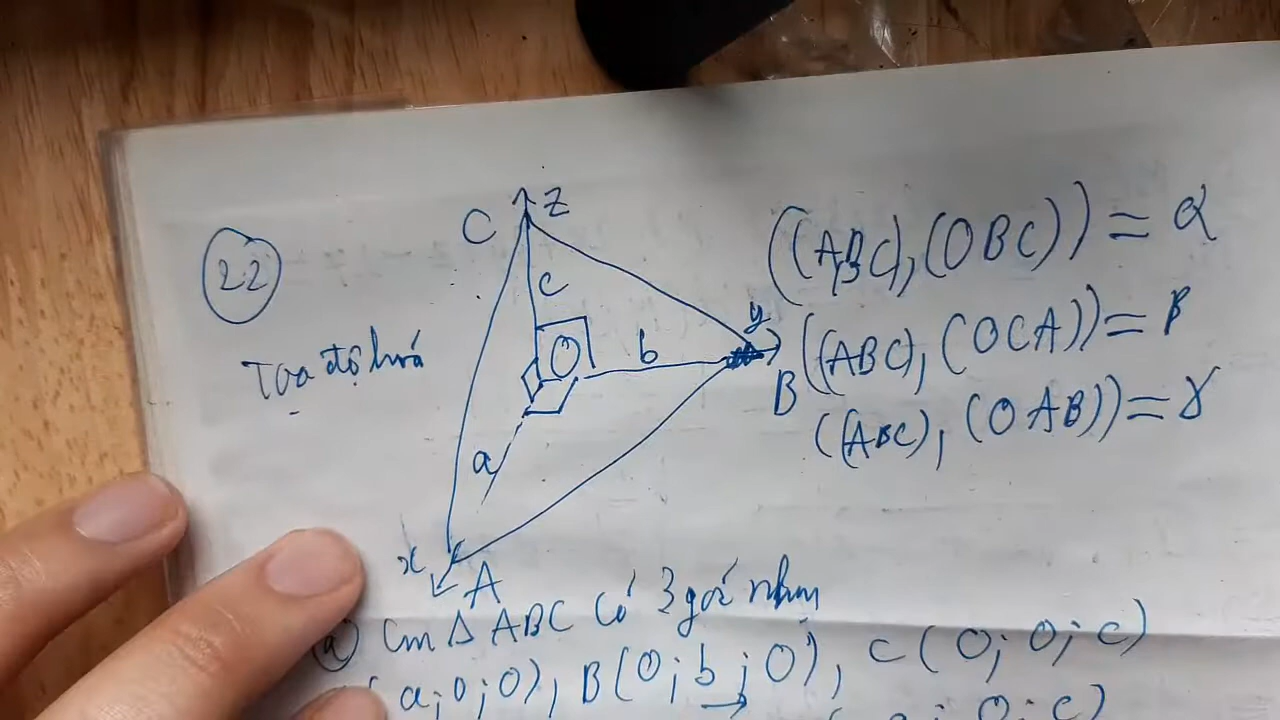 22
Toạ độ hoá
C z
c
O b y
B
a
x A
((ABC), (OBC)) = α
((ABC), (OCA)) = β
((ABC), (OAB)) = γ
a) Cm Δ ABC có 3 góc nhọn
a; 0; 0), B(0; b; 0), C(0; 0; c)
; 0; c)